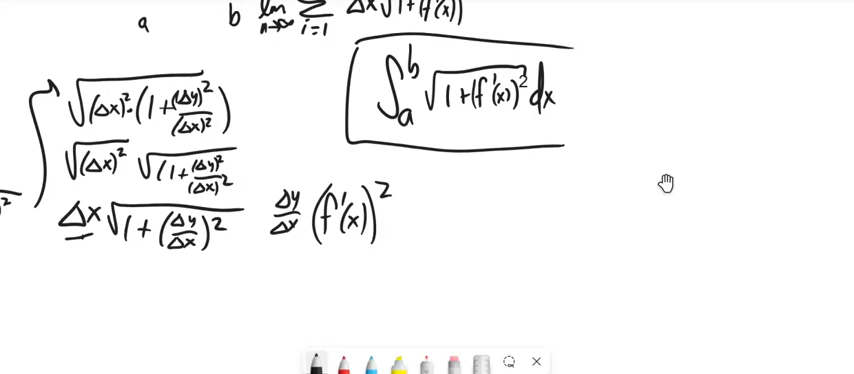 a b lim n→∞ ∑ i=1 Δx√1+(f'(x))
√(Δx)²·(1+(Δy)²/(Δx)²)
∫ₐᵇ √1+(f'(x))² dx
√(Δx)² √(1+(Δy)²/(Δx)²
Δx√1+(Δy/Δx)² Δy/Δx (f'(x))²